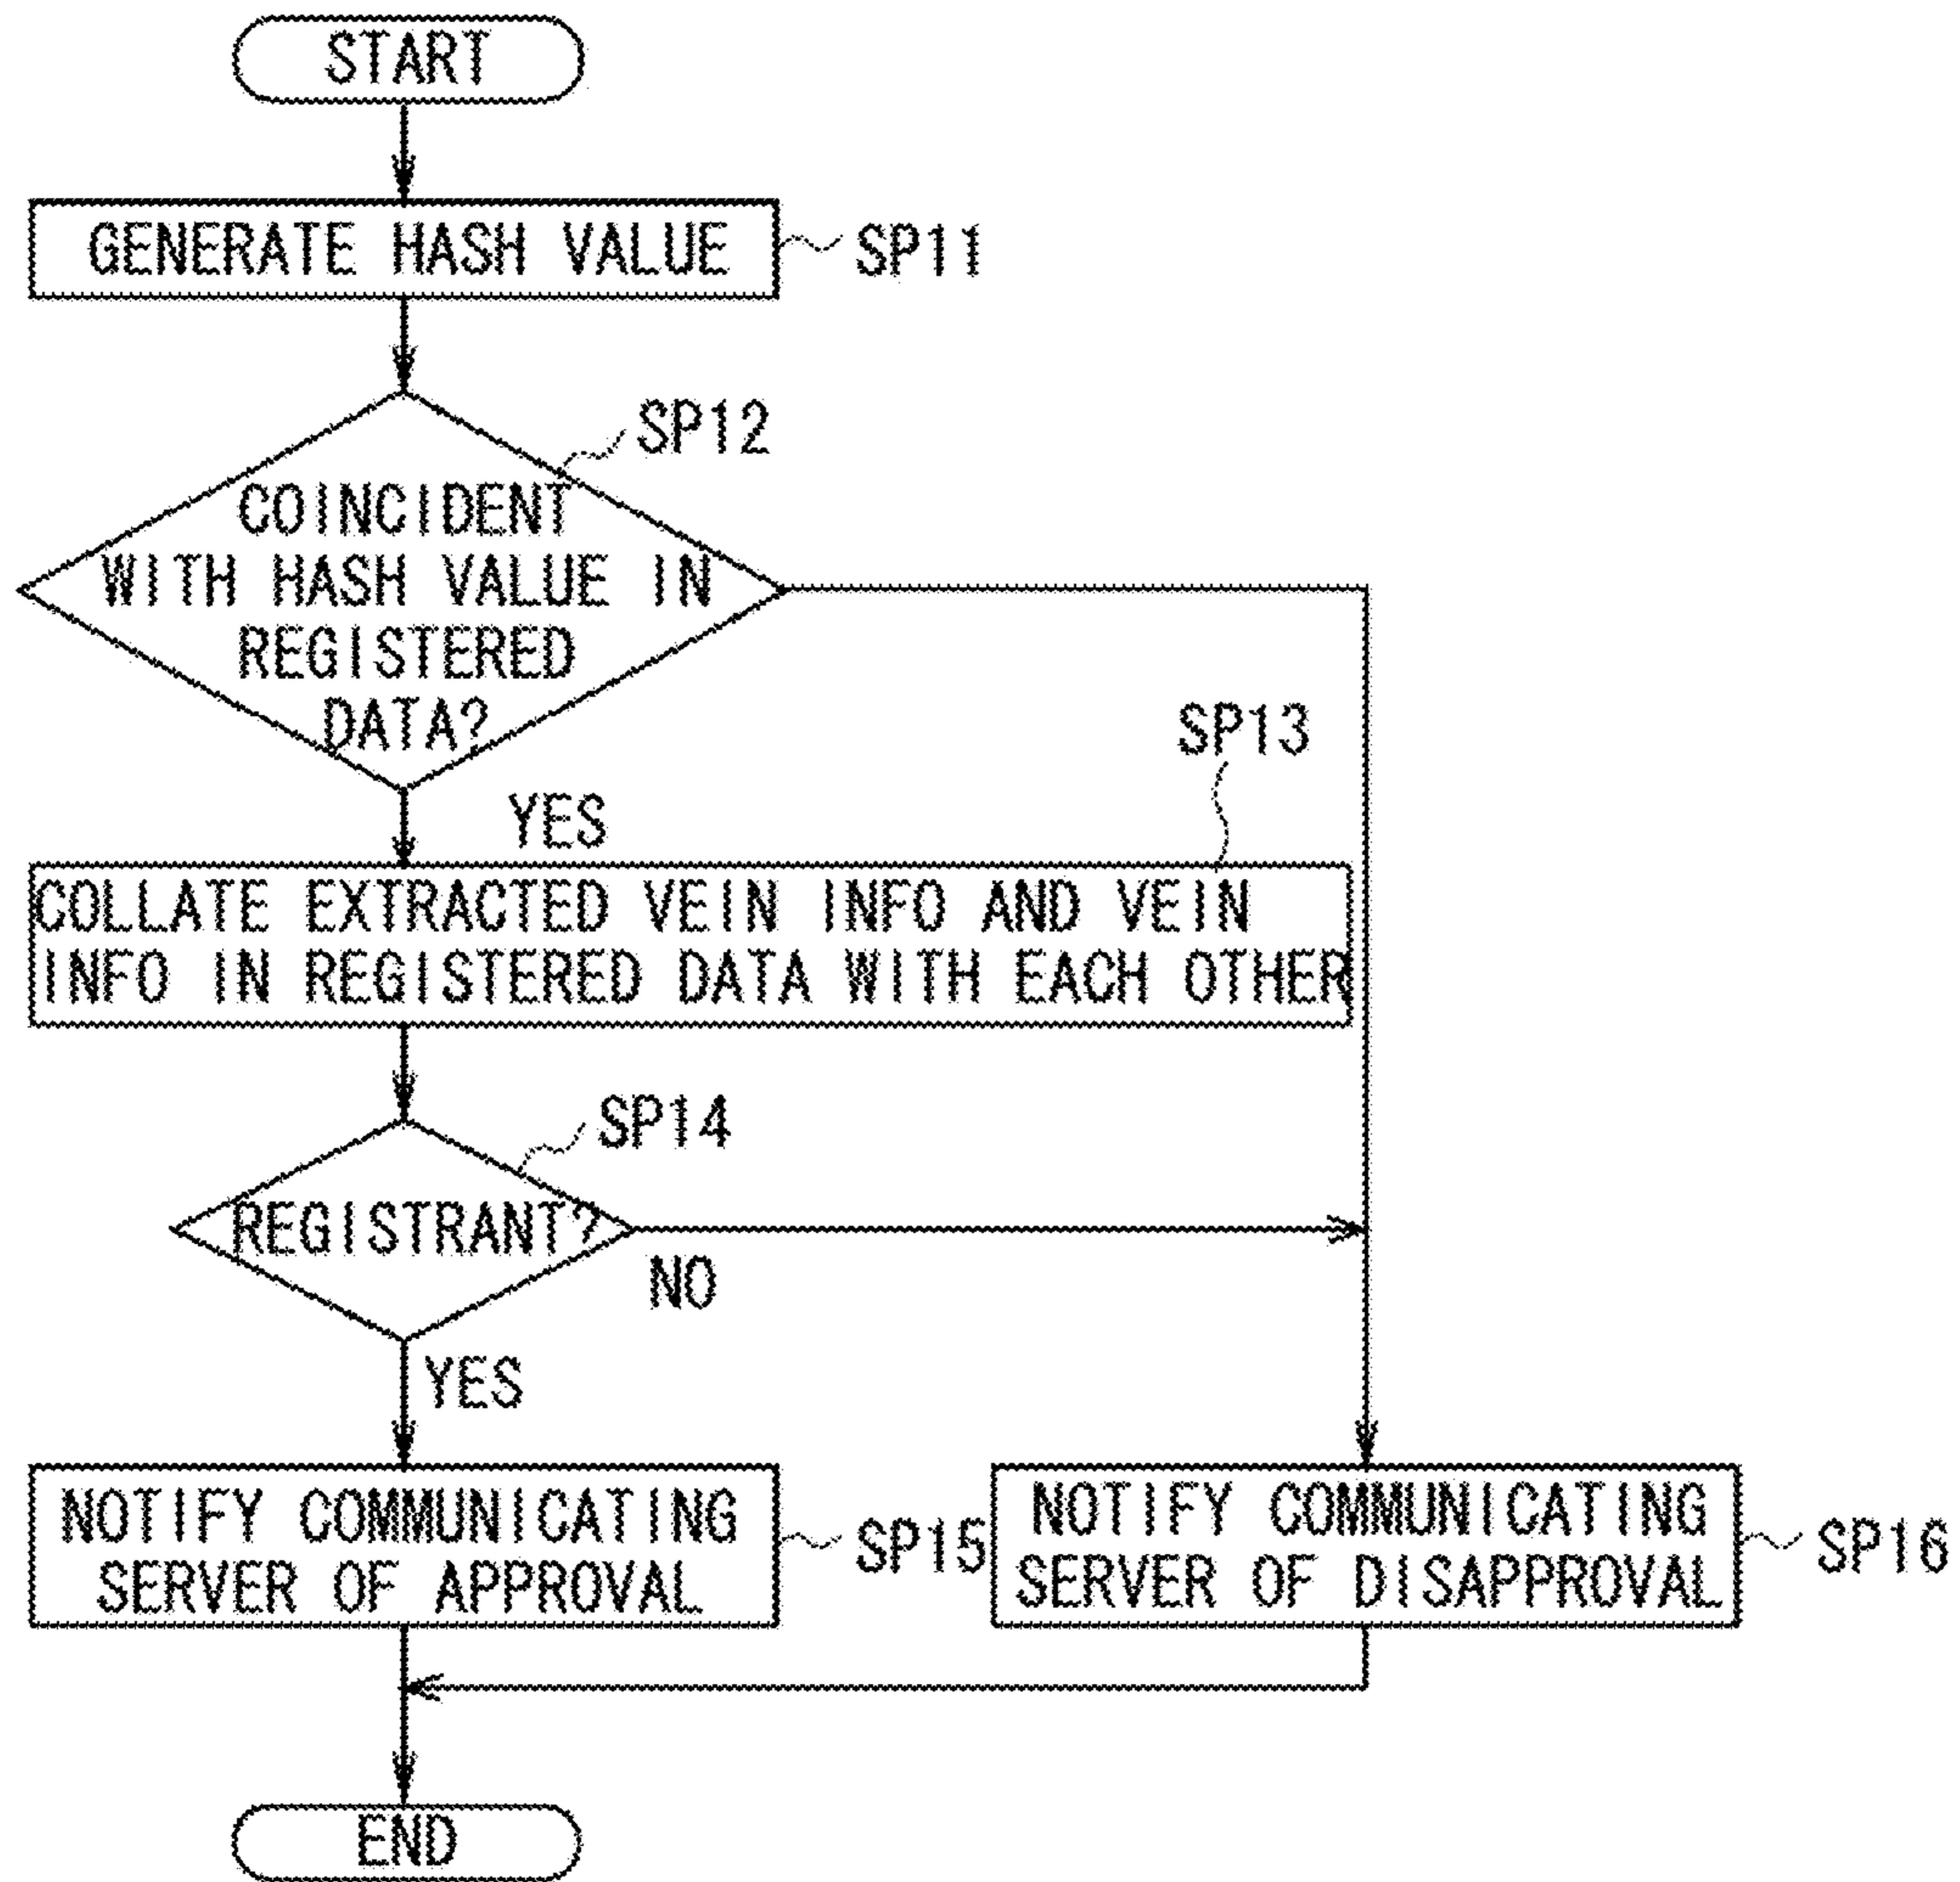 START
GENERATE HASH VALUE
SP11
SP12
COINCIDENT
WITH HASH VALUE IN
REGISTERED
DATA?
YES
SP13
COLLATE EXTRACTED VEIN INFO AND VEIN
INFO IN REGISTERED DATA WITH EACH OTHER
SP14
REGISTRANT?
NO
YES
NOTIFY COMMUNICATING
SERVER OF APPROVAL
SP15
NOTIFY COMMUNICATING
SERVER OF DISAPPROVAL
SP16
END